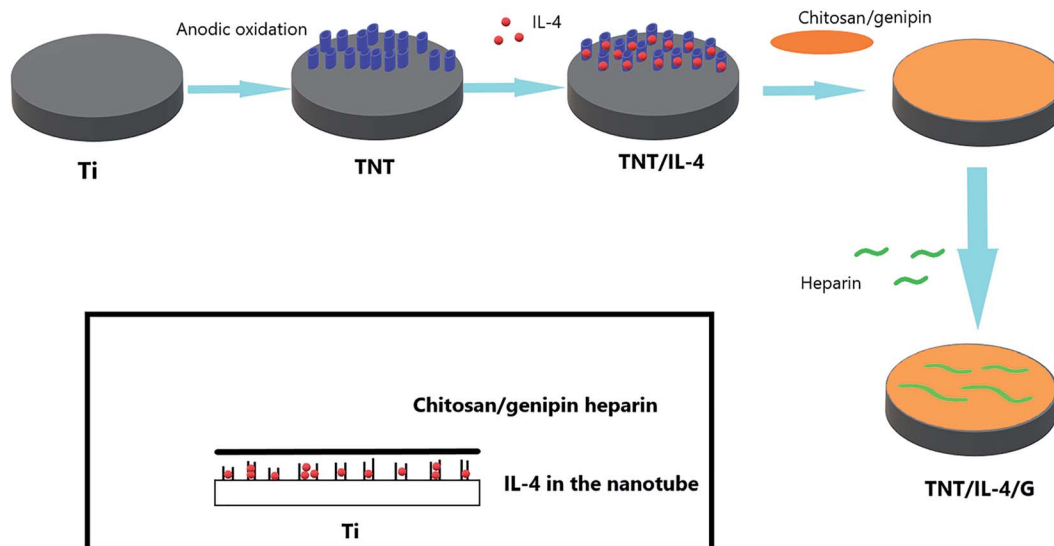 Anodic oxidation
IL-4
Chitosan/genipin
Ti
TNT
TNT/IL-4
Heparin
Chitosan/genipin heparin
IL-4 in the nanotube
Ti
TNT/IL-4/G